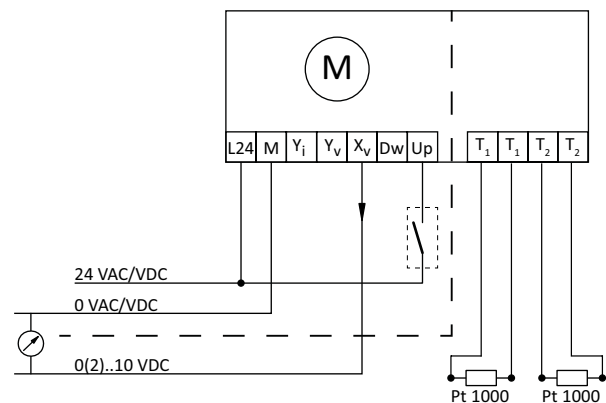 M
L24 M Yi Yv Xv Dw Up T1 T1 T2 T2
24 VAC/VDC
0 VAC/VDC
0(2)..10 VDC
Pt 1000 Pt 1000